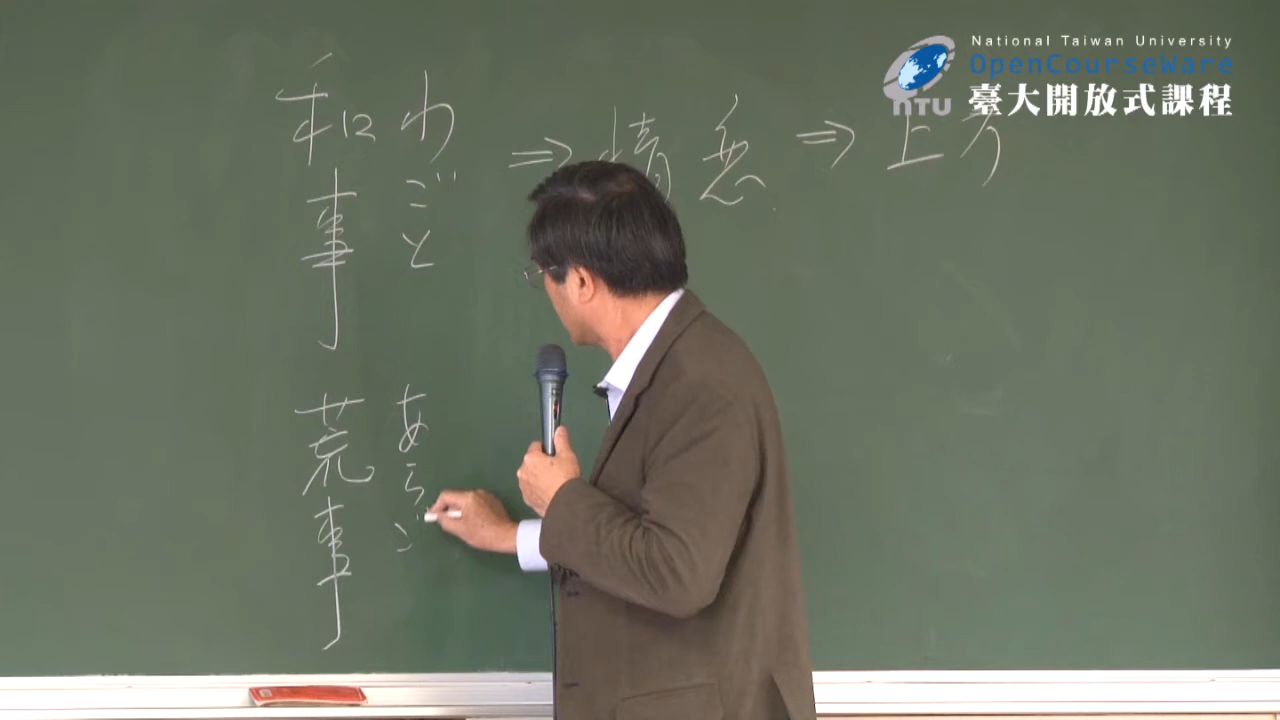 National Taiwan University
OpenCourseWare
臺大開放式課程
NTU
和事
わごと
⇒ 情 ⇒ 上方
荒事
あらご